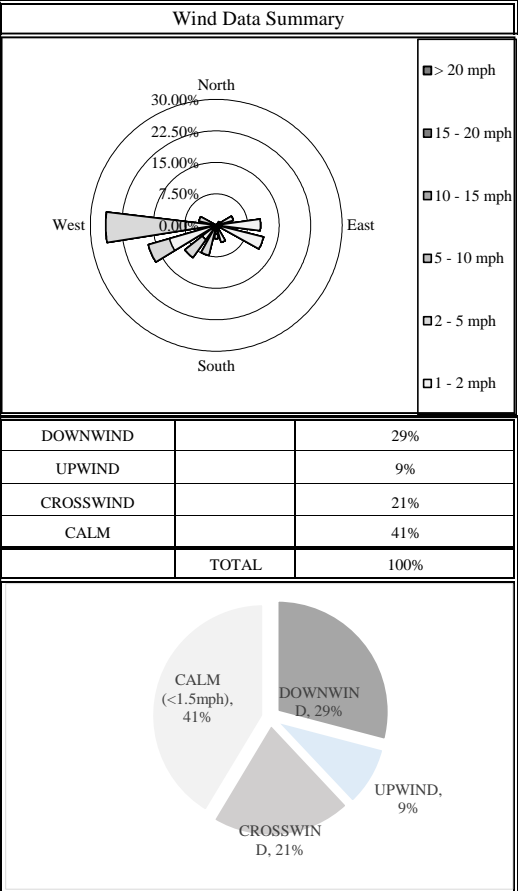 Wind Data Summary
North
30.00%
22.50%
15.00%
7.50%
0.00%
West
East
South
> 20 mph
15 - 20 mph
10 - 15 mph
5 - 10 mph
2 - 5 mph
1 - 2 mph
DOWNWIND 29%
UPWIND 9%
CROSSWIND 21%
CALM 41%
TOTAL 100%
CALM
(<1.5mph),
41%
DOWNWIN
D, 29%
UPWIND,
9%
CROSSWIN
D, 21%